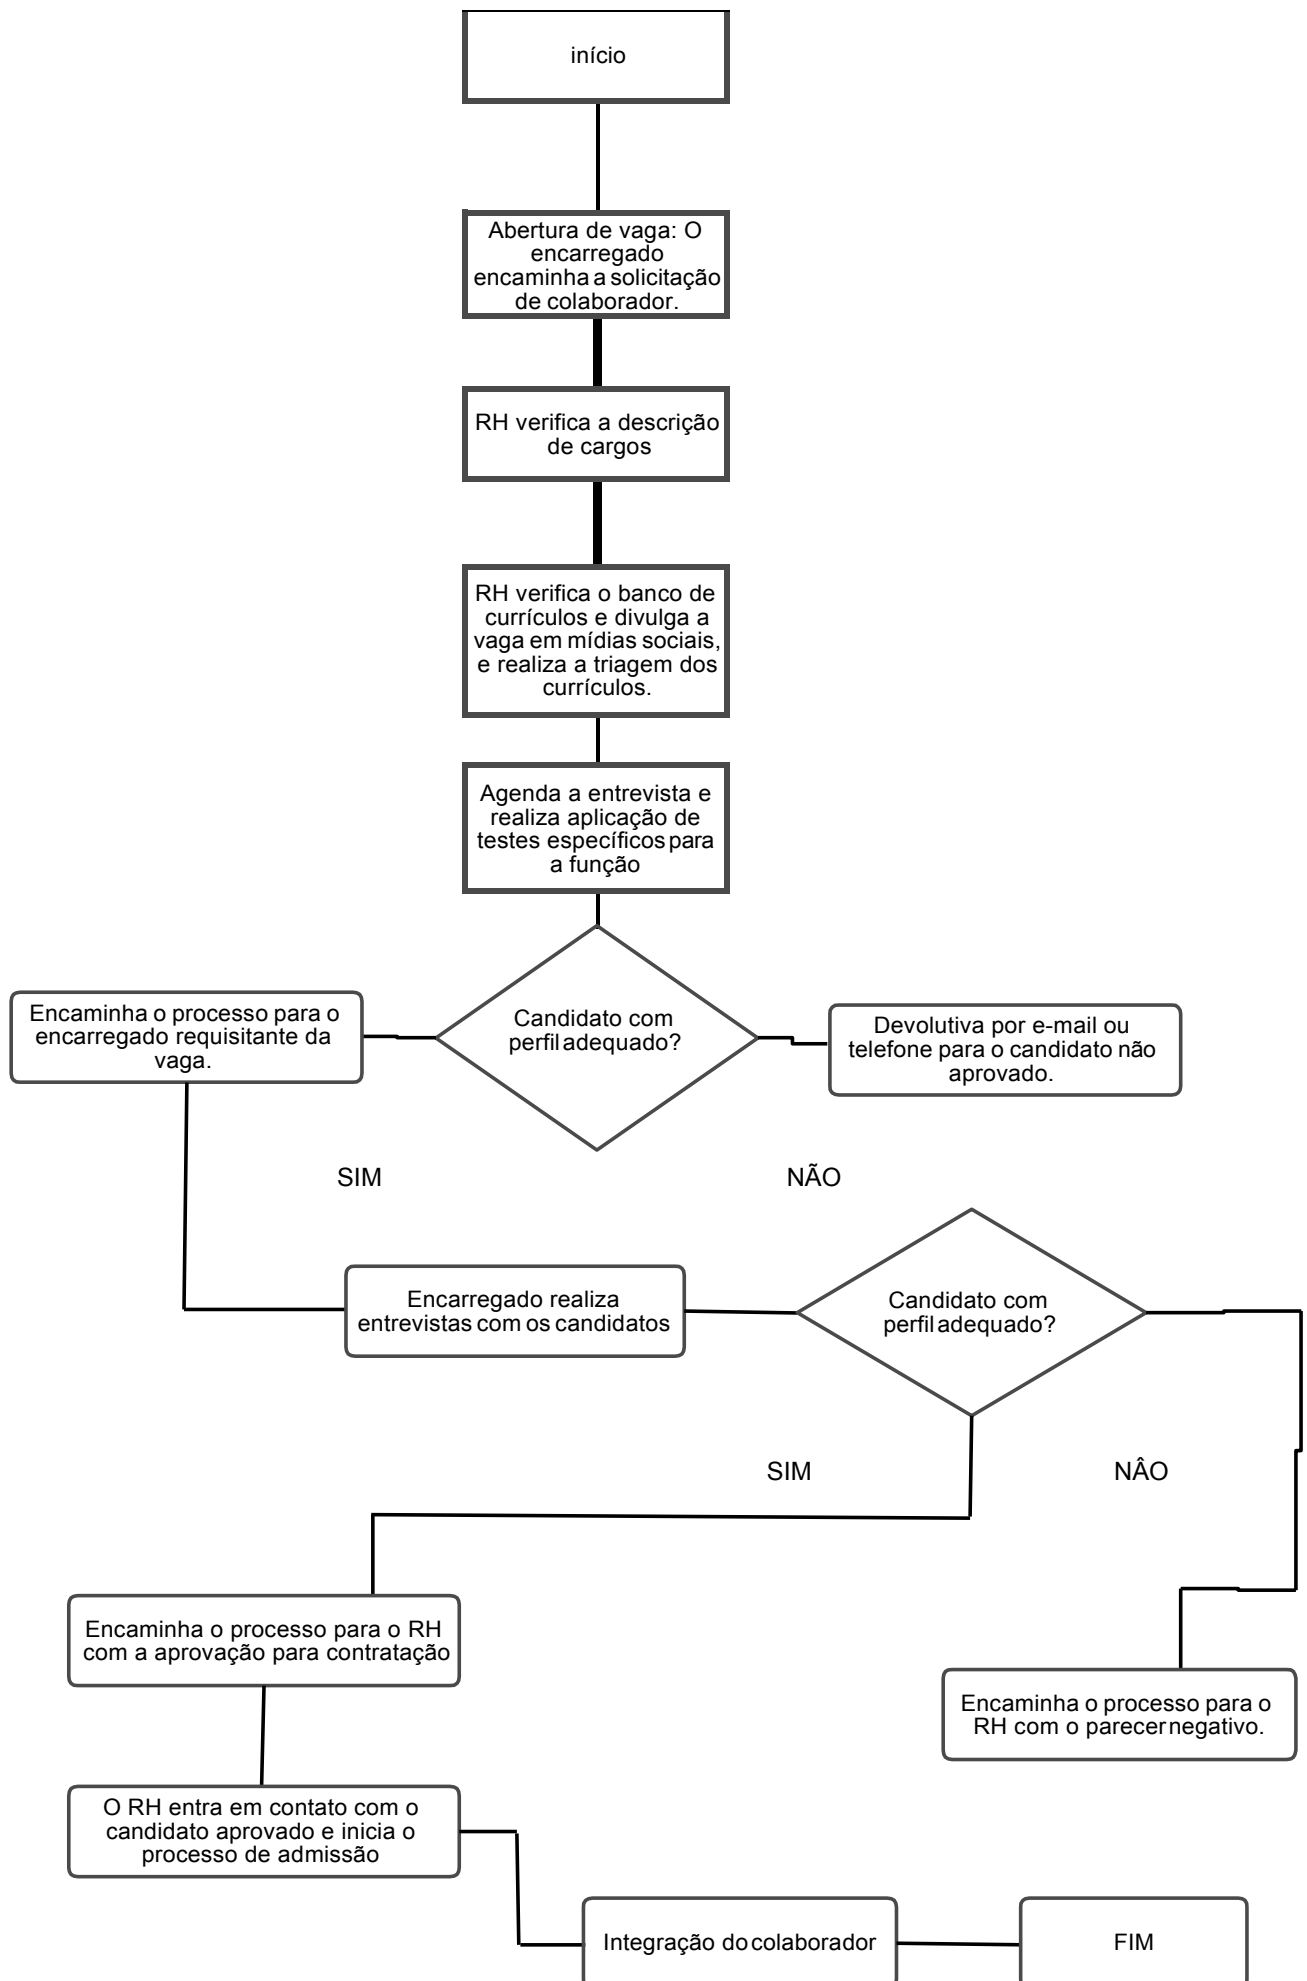 início
Abertura de vaga: O
encarregado
encaminha a solicitação
de colaborador.
RH verifica a descrição
de cargos
RH verifica o banco de
currículos e divulga a
vaga em mídias sociais,
e realiza a triagem dos
currículos.
Agenda a entrevista e
realiza aplicação de
testes específicos para
a função
Candidato com
perfil adequado?
Encaminha o processo para o
encarregado requisitante da
vaga.
Devolutiva por e-mail ou
telefone para o candidato não
aprovado.
SIM
NÃO
Encarregado realiza
entrevistas com os candidatos
Candidato com
perfil adequado?
SIM
NÂO
Encaminha o processo para o RH
com a aprovação para contratação
Encaminha o processo para o
RH com o parecer negativo.
O RH entra em contato com o
candidato aprovado e inicia o
processo de admissão
Integração do colaborador
FIM